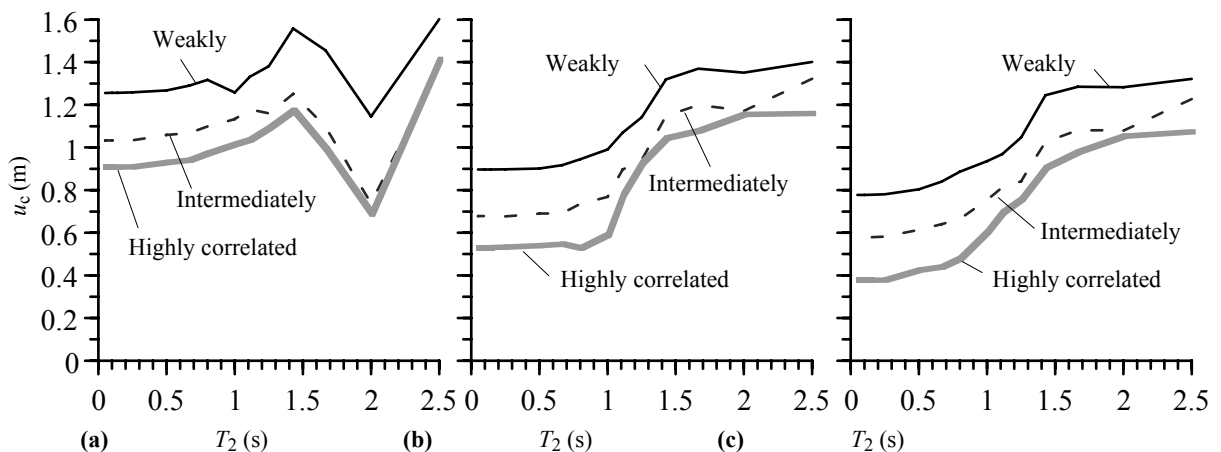 1.6
1.4
1.2
1
0.8
0.6
0.4
0.2
0
u_c (m)
Weakly
Intermediately
Highly correlated
0 0.5 1 1.5 2 2.5
(a) T_2 (s)
Weakly
Intermediately
Highly correlated
0 0.5 1 1.5 2 2.5
(b) T_2 (s)
Weakly
Intermediately
Highly correlated
0 0.5 1 1.5 2 2.5
(c) T_2 (s)